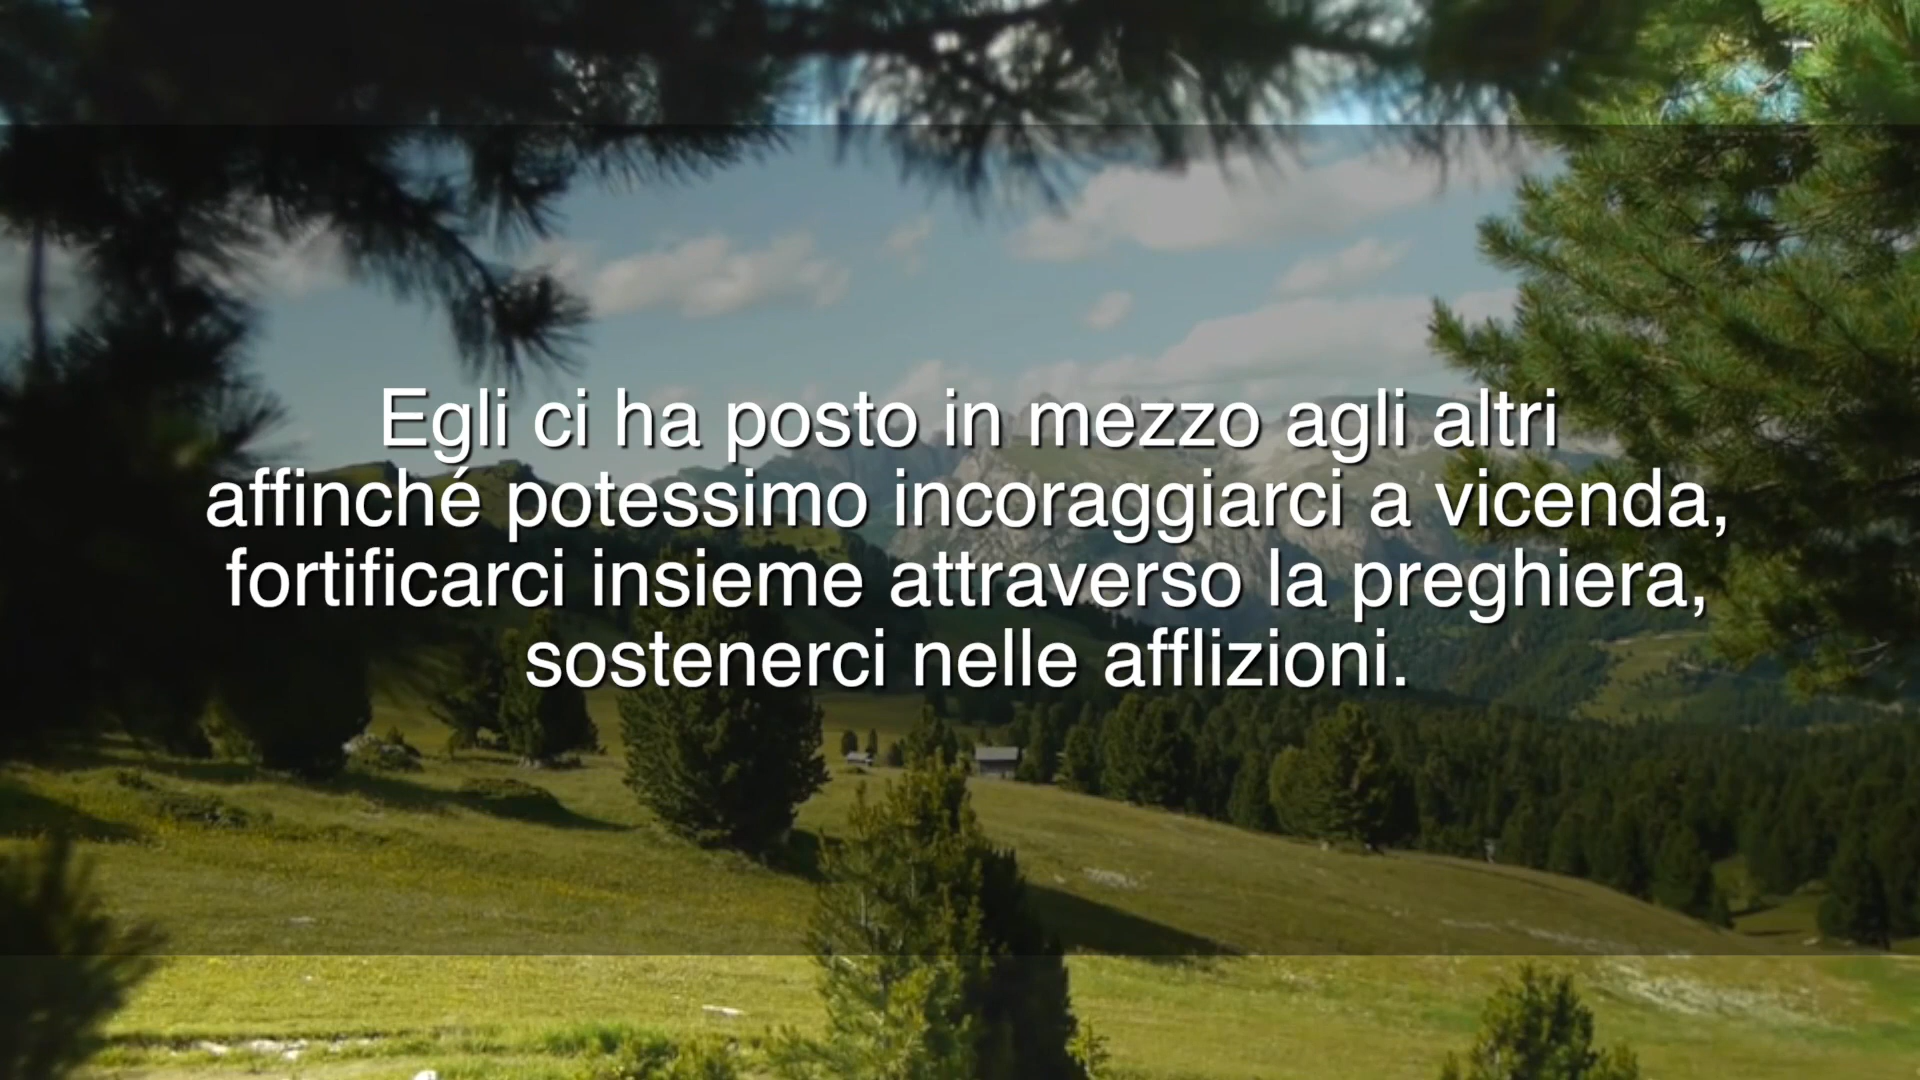 Egli ci ha posto in mezzo agli altri
affinché potessimo incoraggiarci a vicenda,
fortificarci insieme attraverso la preghiera,
sostenerci nelle afflizioni.